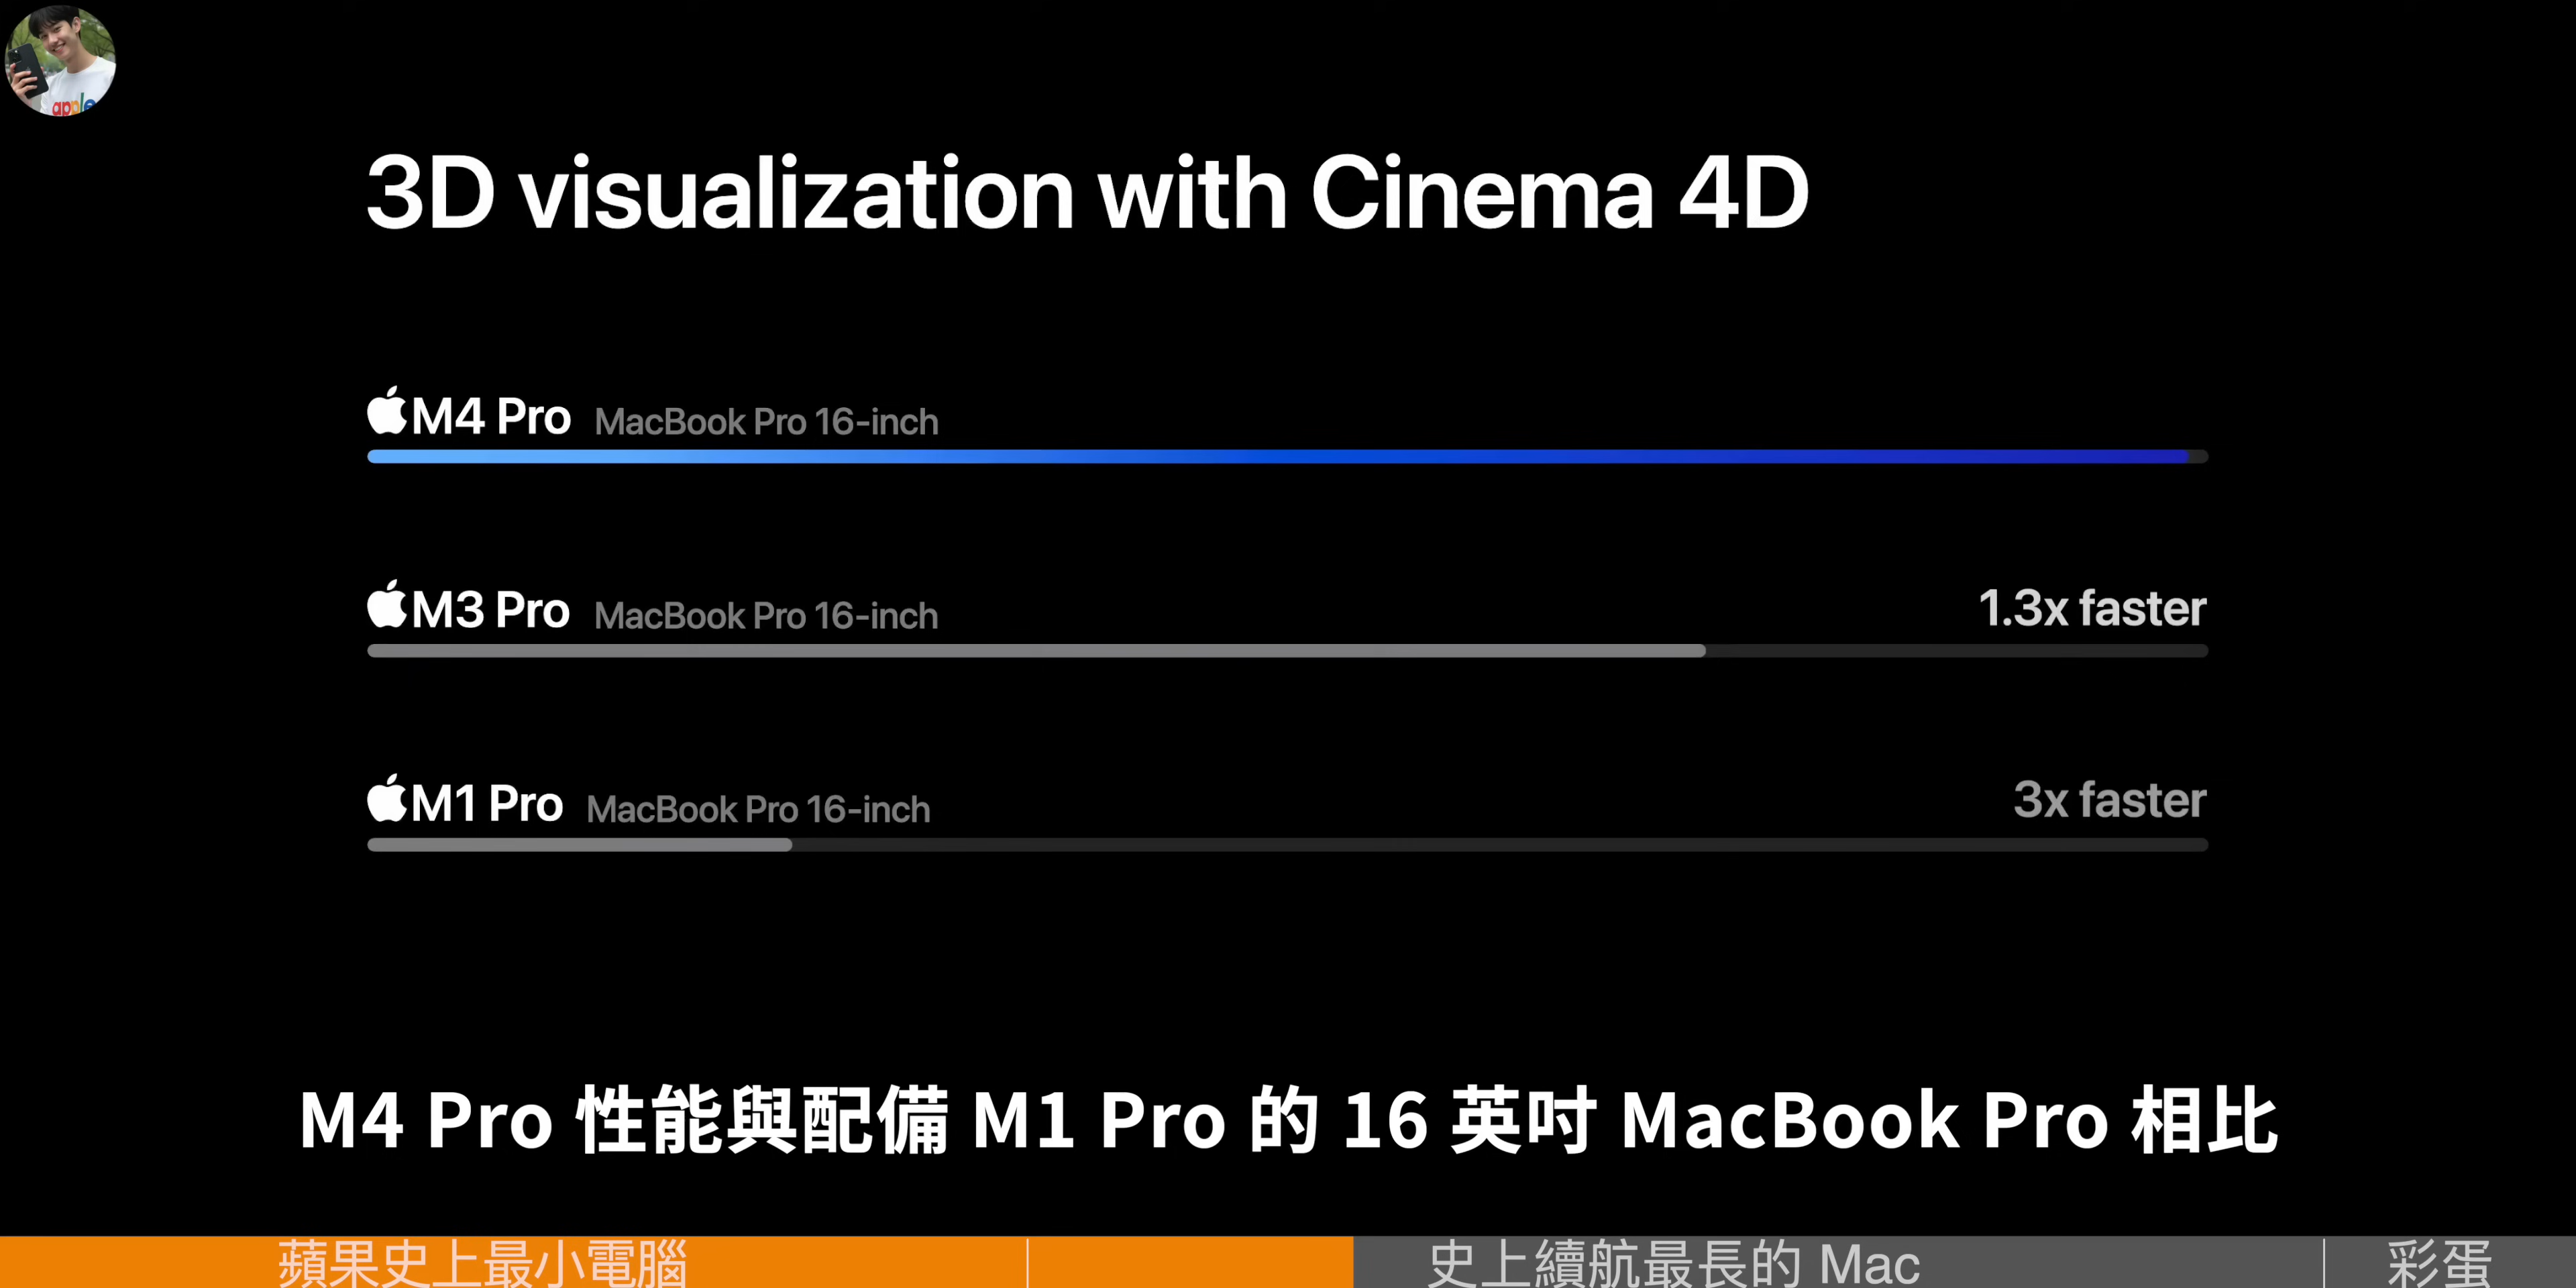 apple
3D visualization with Cinema 4D
M4 Pro MacBook Pro 16-inch
M3 Pro MacBook Pro 16-inch 1.3x faster
M1 Pro MacBook Pro 16-inch 3x faster
M4 Pro 性能與配備 M1 Pro 的 16 英吋 MacBook Pro 相比
蘋果史上最小電腦 史上續航最長的 Mac 彩蛋